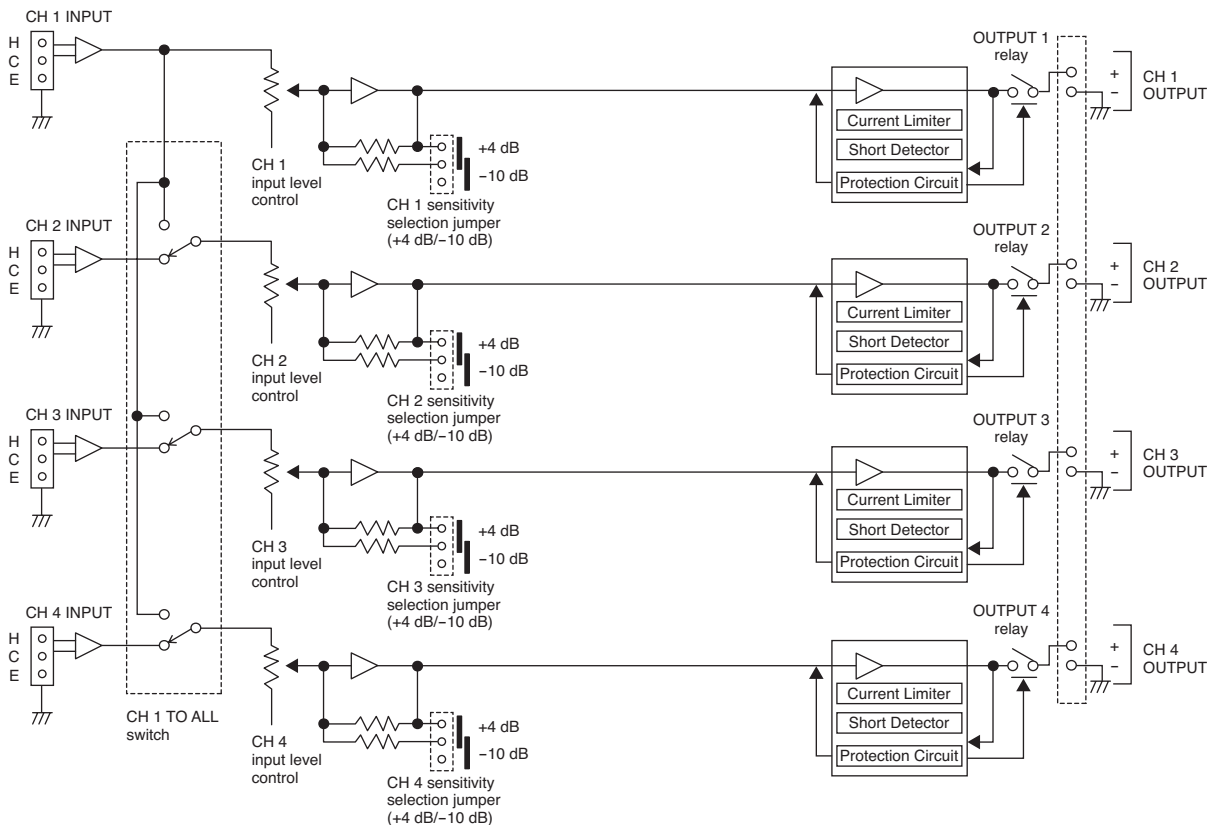 CH 1 INPUT
H
C
E
CH 1
input level
control
+4 dB
−10 dB
CH 1 sensitivity
selection jumper
(+4 dB/−10 dB)
Current Limiter
Short Detector
Protection Circuit
OUTPUT 1
relay
+
−
CH 1
OUTPUT
CH 2 INPUT
H
C
E
CH 2
input level
control
+4 dB
−10 dB
CH 2 sensitivity
selection jumper
(+4 dB/−10 dB)
Current Limiter
Short Detector
Protection Circuit
OUTPUT 2
relay
+
−
CH 2
OUTPUT
CH 3 INPUT
H
C
E
CH 3
input level
control
+4 dB
−10 dB
CH 3 sensitivity
selection jumper
(+4 dB/−10 dB)
Current Limiter
Short Detector
Protection Circuit
OUTPUT 3
relay
+
−
CH 3
OUTPUT
CH 4 INPUT
H
C
E
CH 1 TO ALL
switch
CH 4
input level
control
+4 dB
−10 dB
CH 4 sensitivity
selection jumper
(+4 dB/−10 dB)
Current Limiter
Short Detector
Protection Circuit
OUTPUT 4
relay
+
−
CH 4
OUTPUT